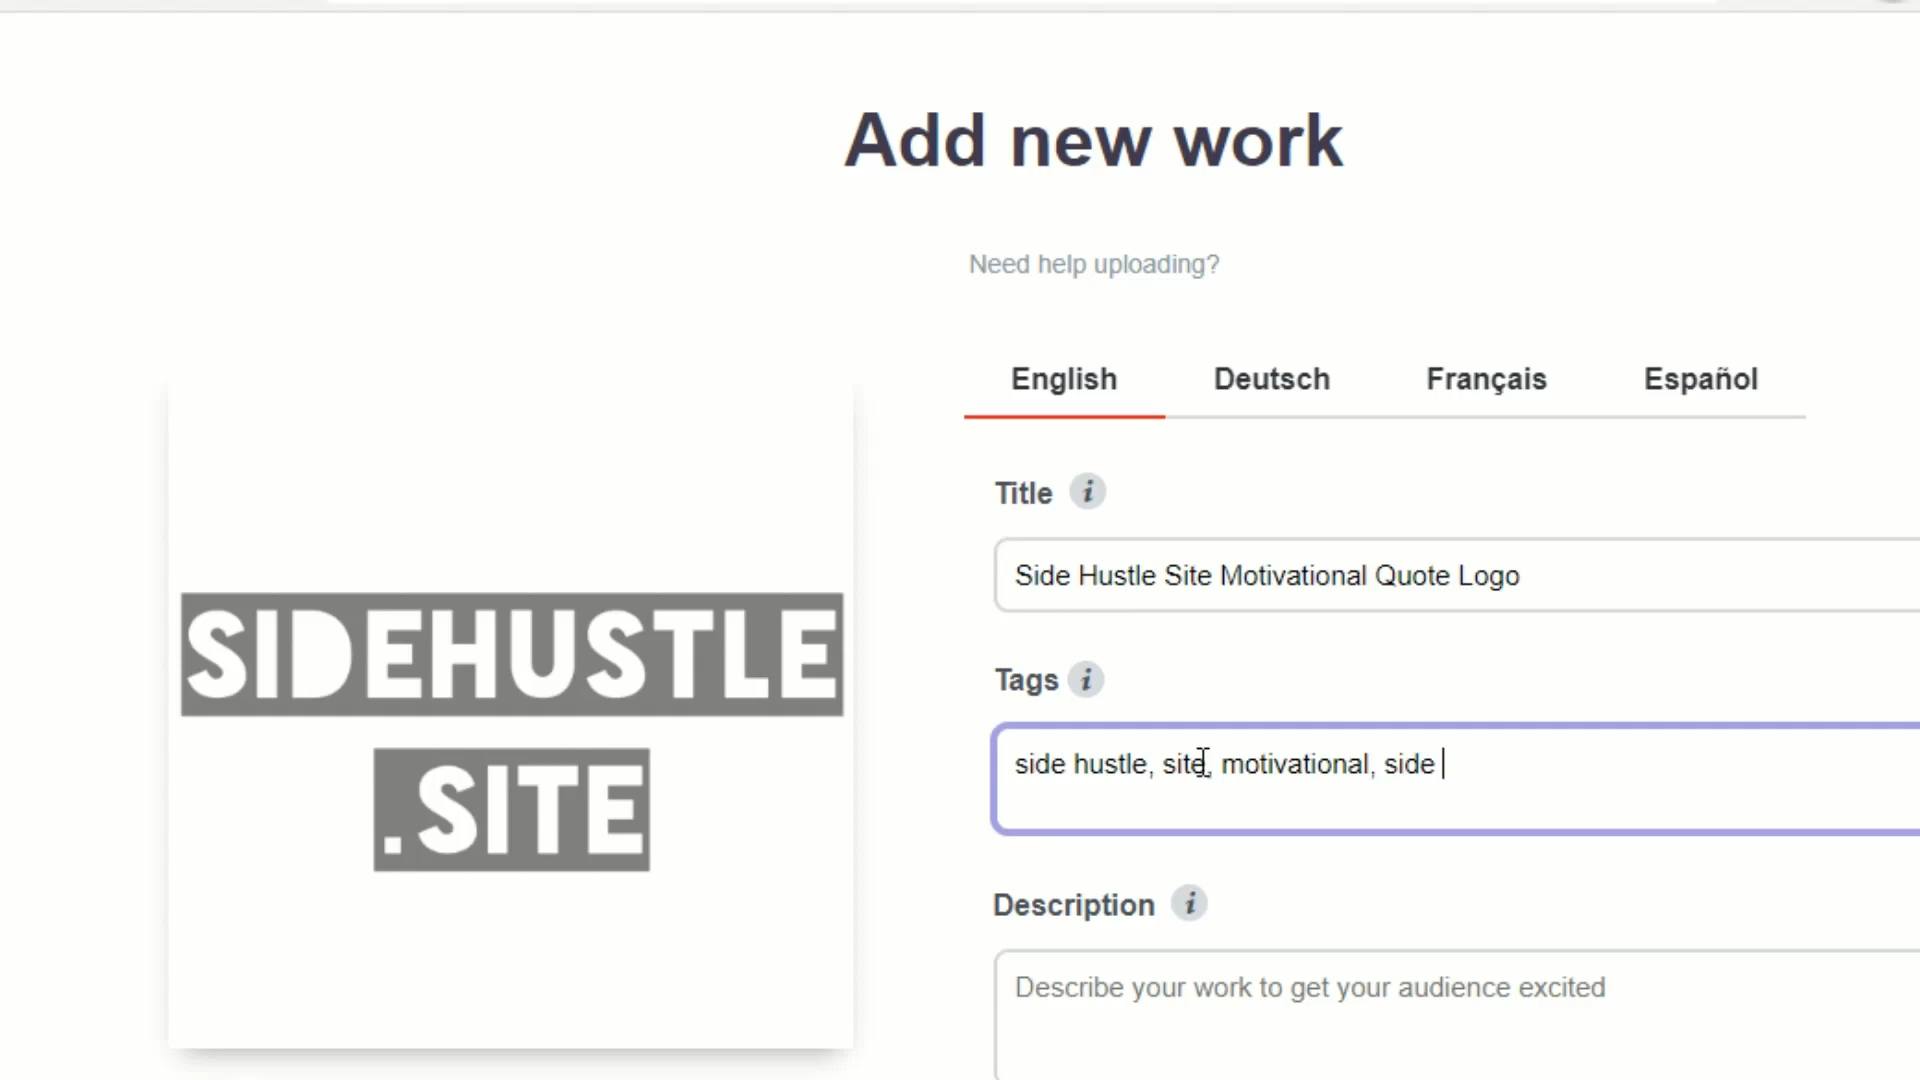 Add new work
Need help uploading?
English Deutsch Français Español
Title i
Side Hustle Site Motivational Quote Logo
Tags i
side hustle, site, motivational, side
Description i
Describe your work to get your audience excited
SIDEHUSTLE
.SITE